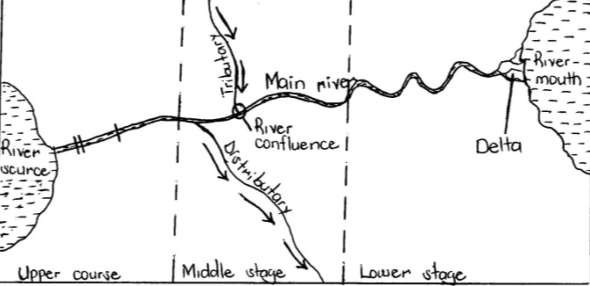 Tributary
Main river
River
confluence
Distributary
River-
mouth
Delta
River
source
Upper course
Middle stage
Lower stage